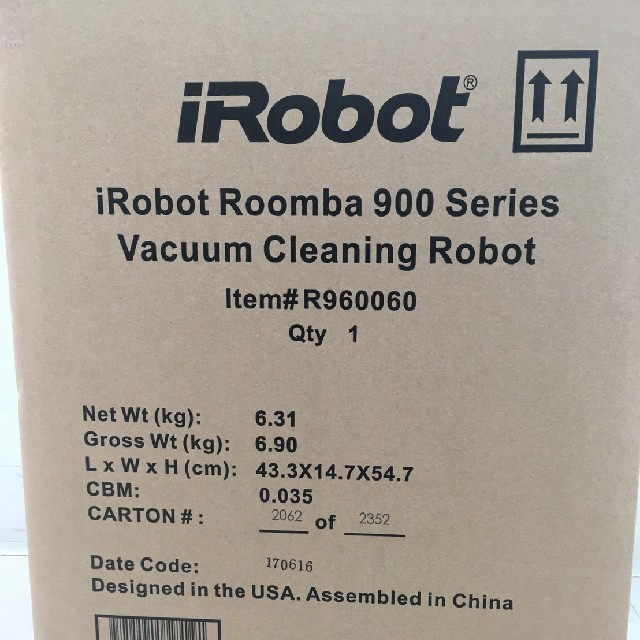 iRobot®
iRobot Roomba 900 Series
Vacuum Cleaning Robot
Item# R960060
Qty 1
Net Wt (kg): 6.31
Gross Wt (kg): 6.90
L x W x H (cm): 43.3X14.7X54.7
CBM: 0.035
CARTON # : 2062 of 2352
Date Code: 170616
Designed in the USA. Assembled in China